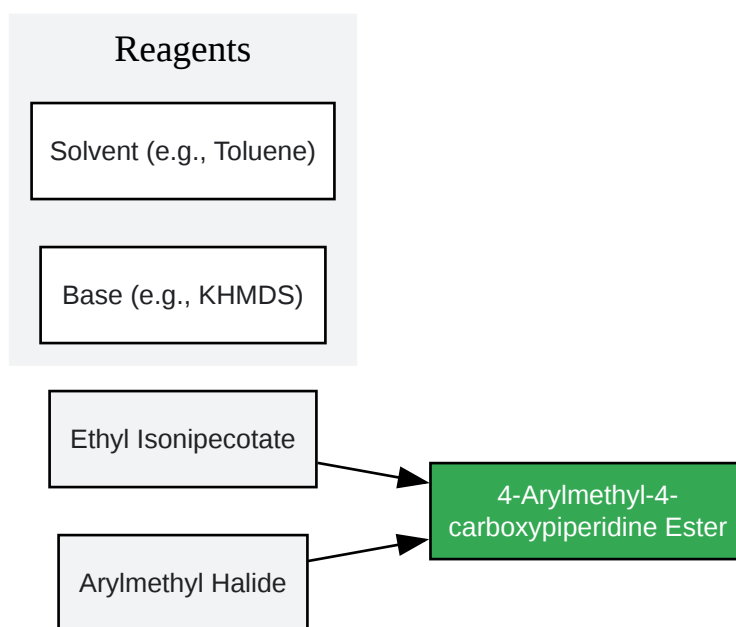 Reagents
Solvent (e.g., Toluene)
Base (e.g., KHMDS)
Ethyl Isonipecotate
4-Arylmethyl-4-
carboxypiperidine Ester
Arylmethyl Halide